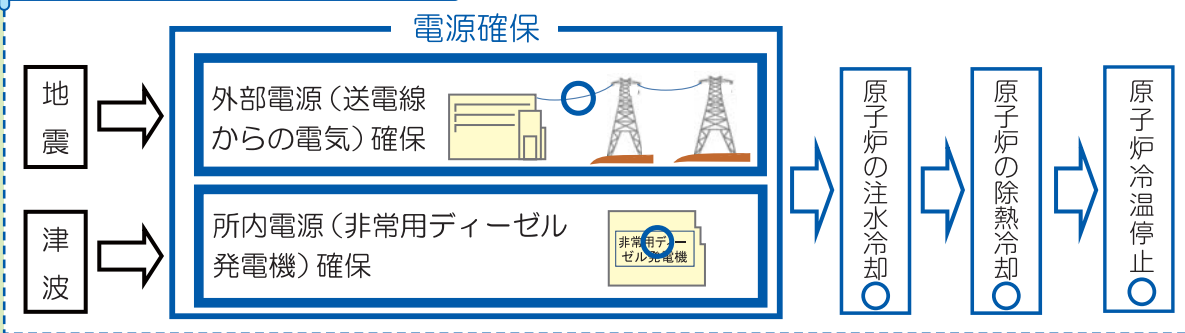 電源確保
地震
津波
外部電源（送電線
からの電気）確保
所内電源（非常用ディーゼル
発電機）確保
非常用ディー
ゼル発電機
原子炉の注水冷却
原子炉の除熱冷却
原子炉冷温停止